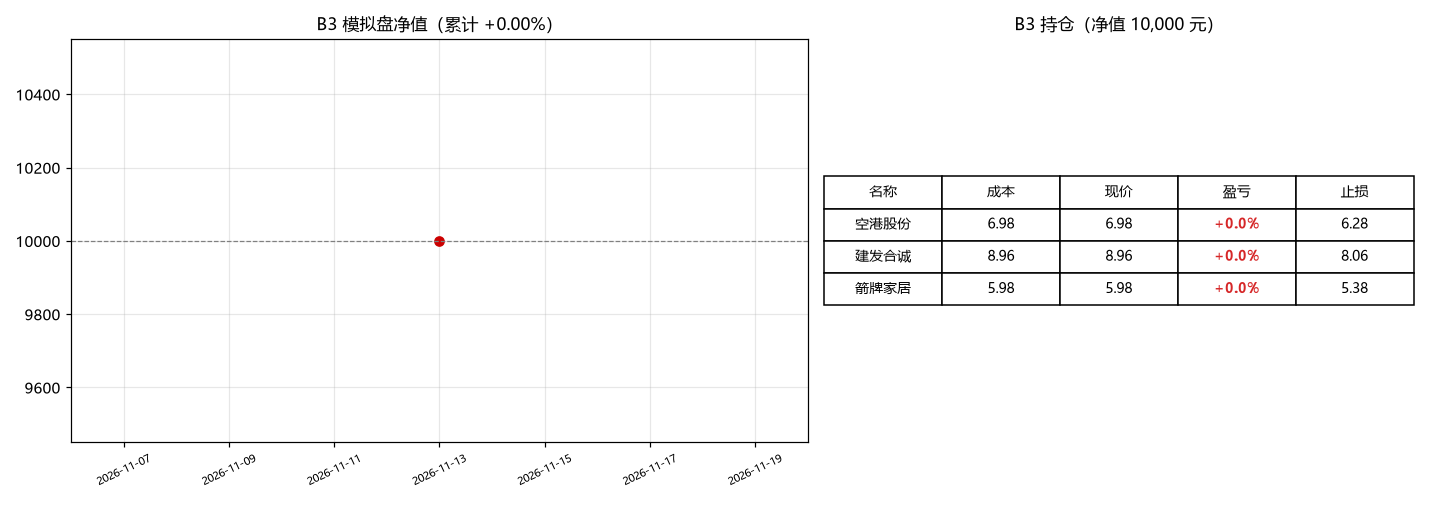 B3 模拟盘净值（累计 +0.00%）
10400
10200
10000
9800
9600
2026-11-07
2026-11-09
2026-11-11
2026-11-13
2026-11-15
2026-11-17
2026-11-19
B3 持仓（净值 10,000 元）
名称 成本 现价 盈亏 止损
空港股份 6.98 6.98 +0.0% 6.28
建发合诚 8.96 8.96 +0.0% 8.06
箭牌家居 5.98 5.98 +0.0% 5.38